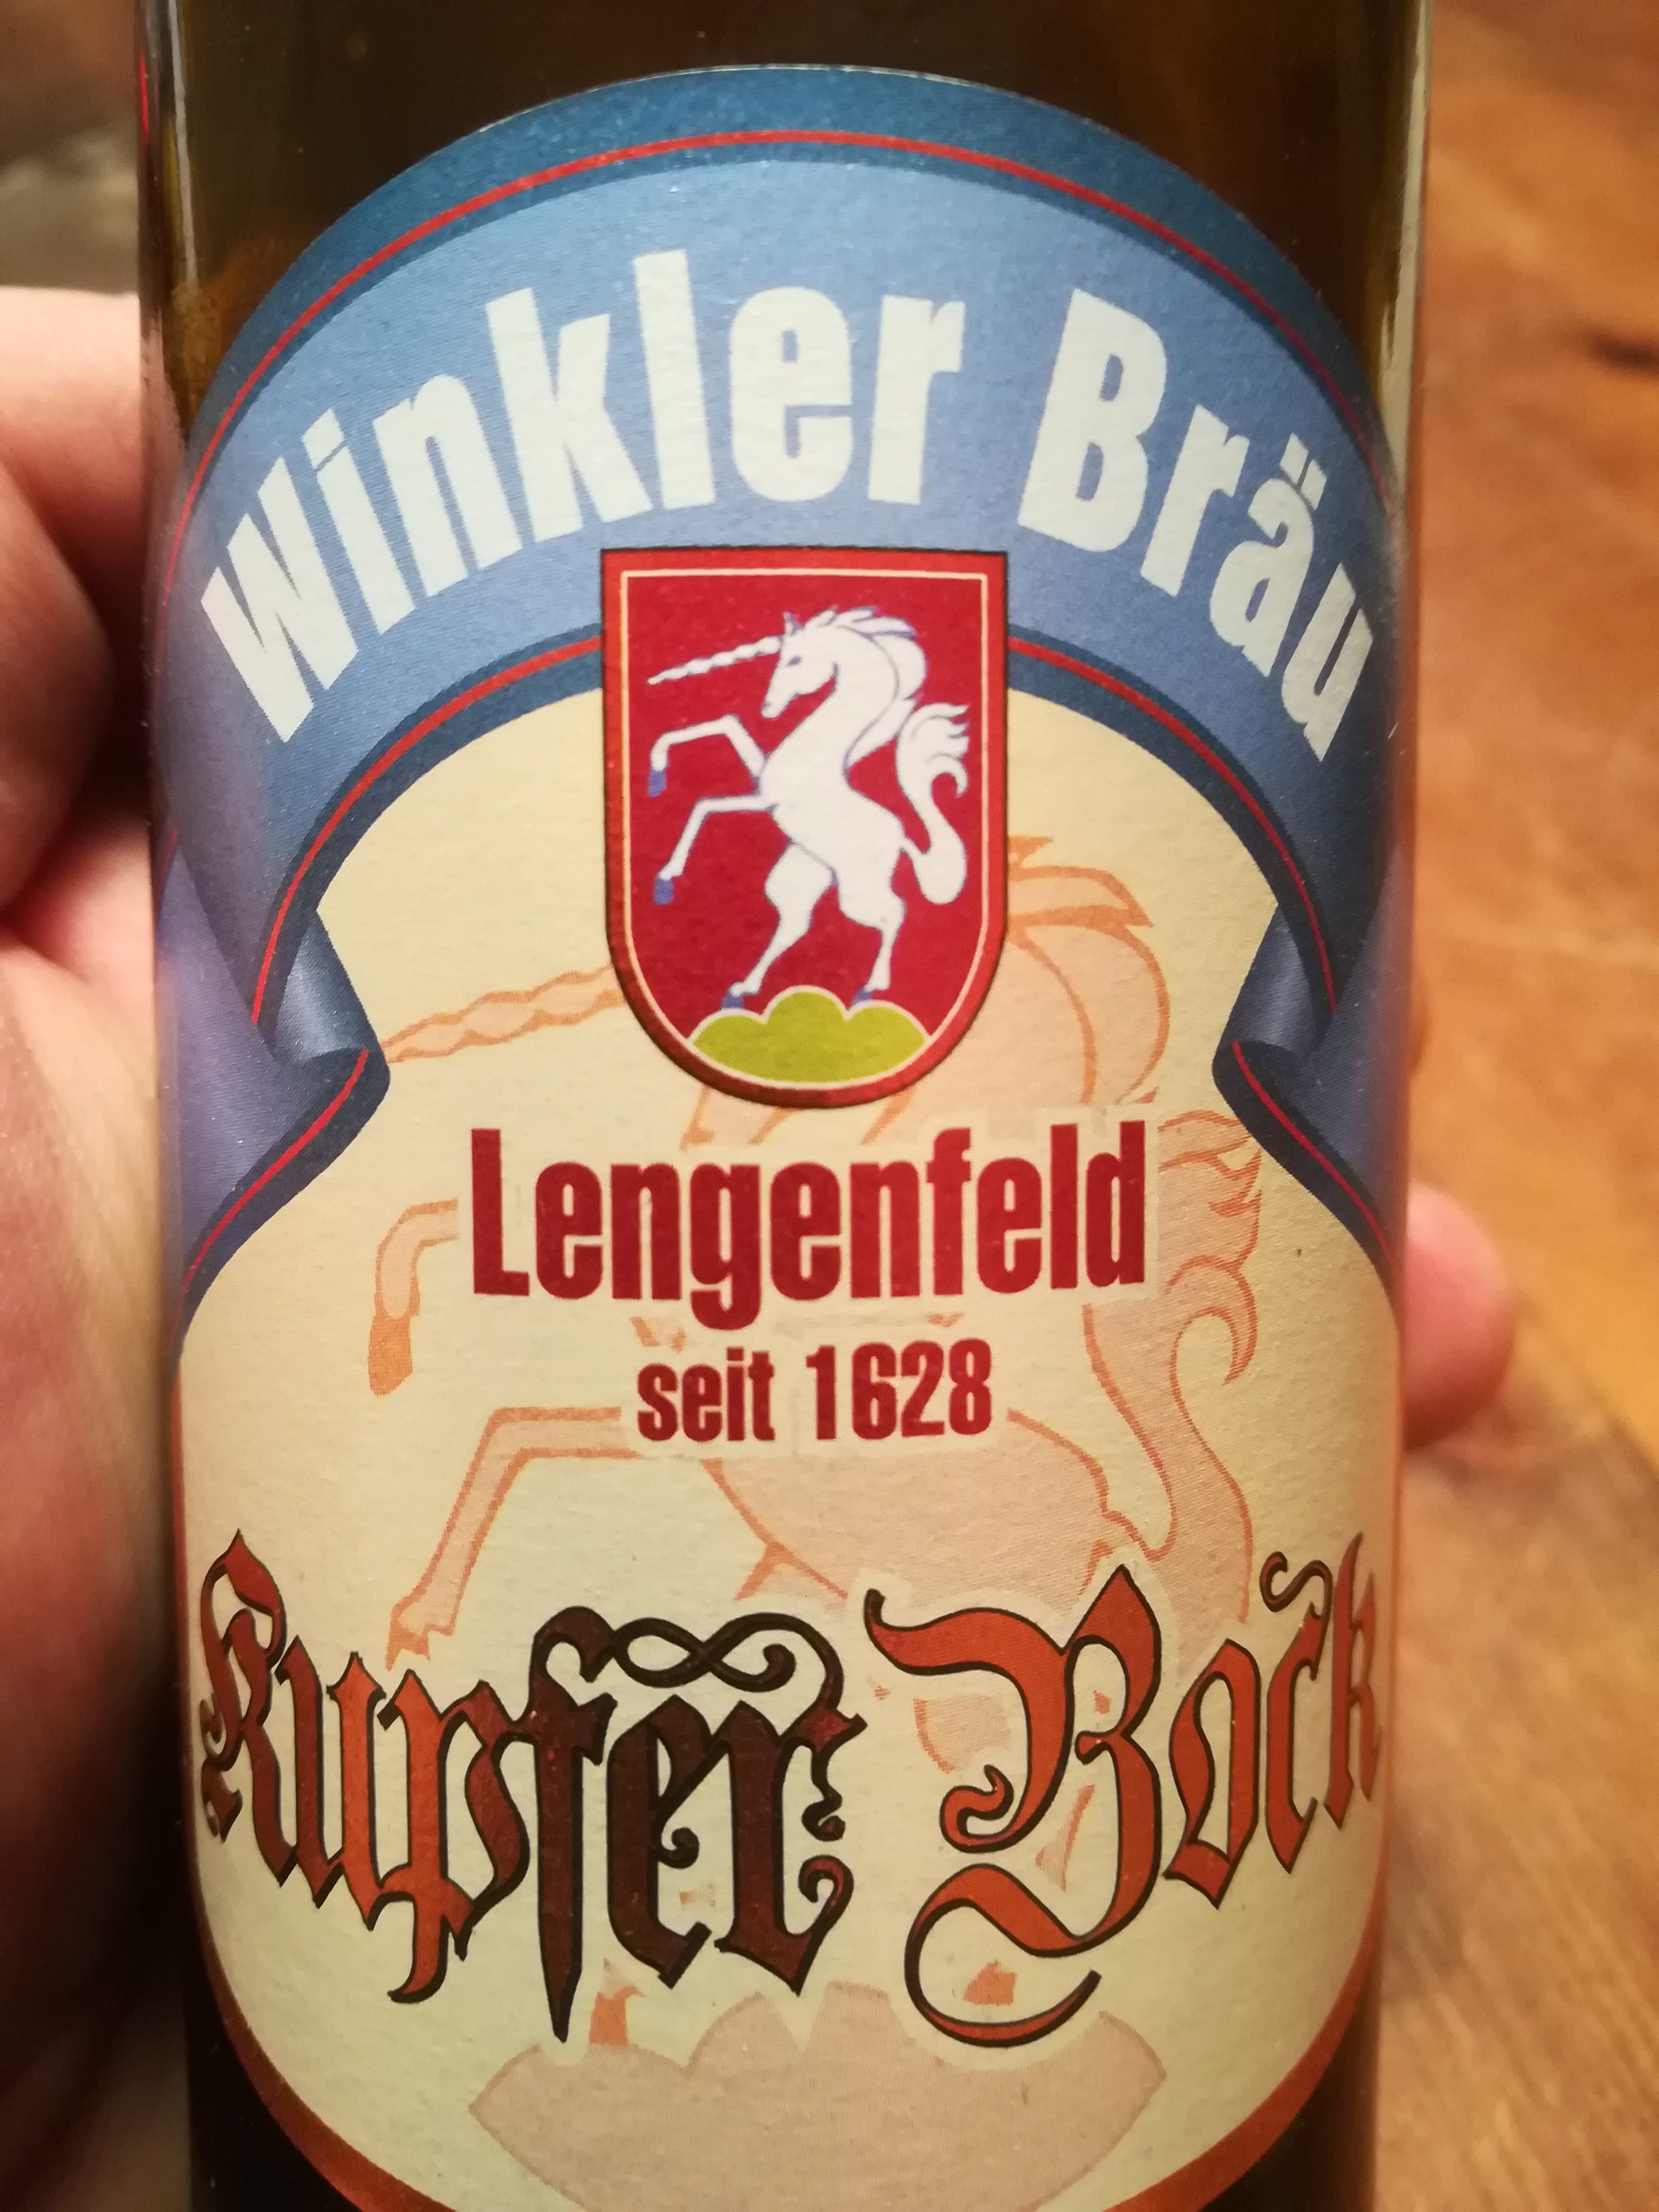 Winkler Bräu
Lengenfeld
seit 1628
Kupfer Bock